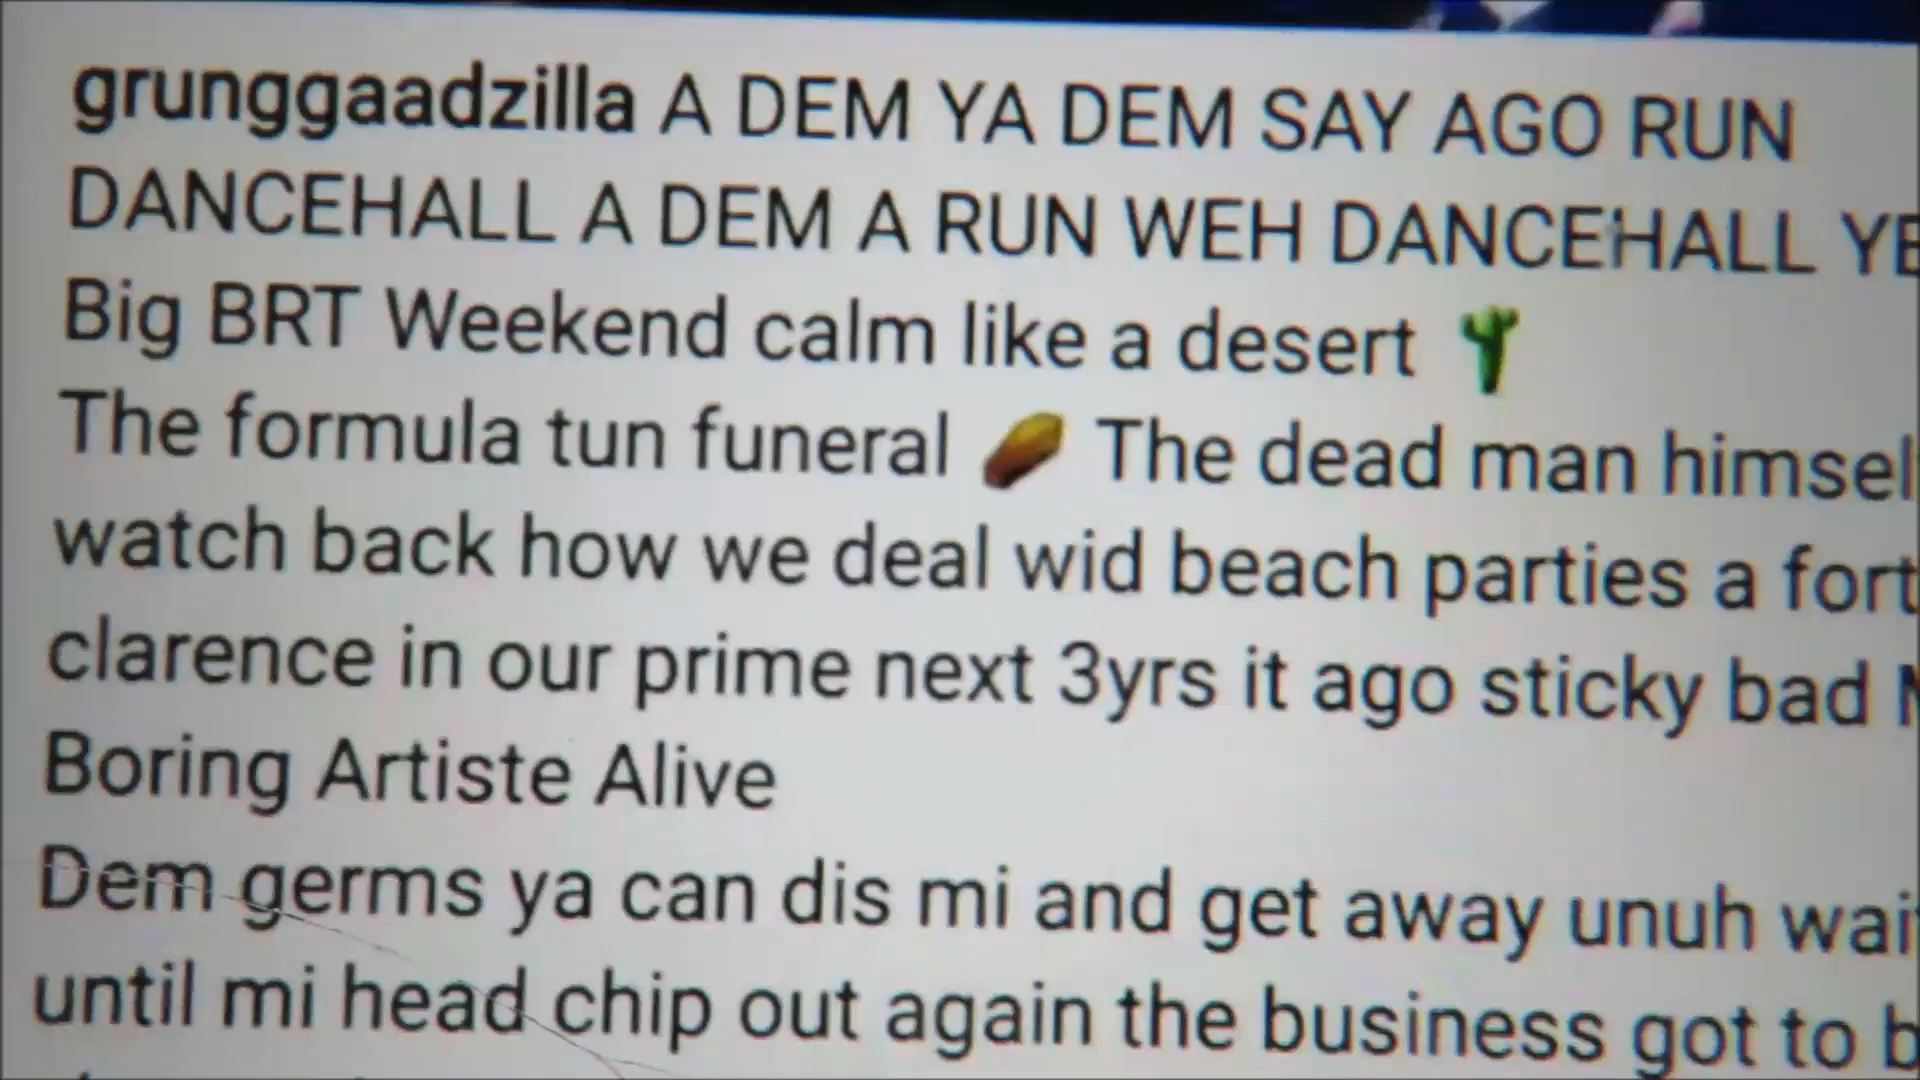 grunggaadzilla A DEM YA DEM SAY AGO RUN
DANCEHALL A DEM A RUN WEH DANCEHALL
Big BRT Weekend calm like a desert 🌵
The formula tun funeral ⚰️ The dead man
watch back how we deal wid beach parties a fort
clarence in our prime next 3yrs it ago sticky bad
Boring Artiste Alive
Dem germs ya can dis mi and get away unuh
until mi head chip out again the business got to